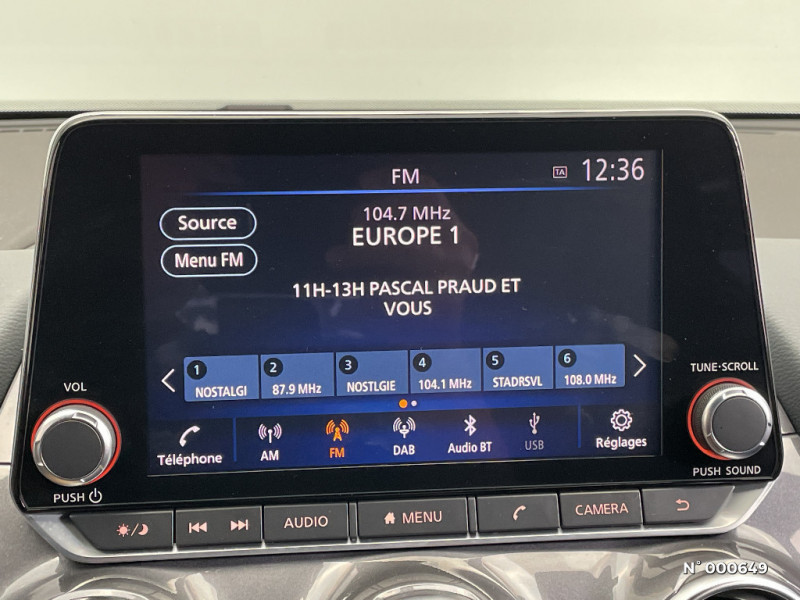 FM
TA 12:36
Source
104.7 MHz
EUROPE 1
Menu FM
11H-13H PASCAL PRAUD ET
VOUS
1 NOSTALGI
2 87.9 MHz
3 NOSTLGIE
4 104.1 MHz
5 STADRSVL
6 108.0 MHz
VOL
PUSH
TUNE·SCROLL
PUSH SOUND
Téléphone
AM
FM
DAB
Audio BT
USB
Réglages
AUDIO
MENU
CAMERA
N° 000649